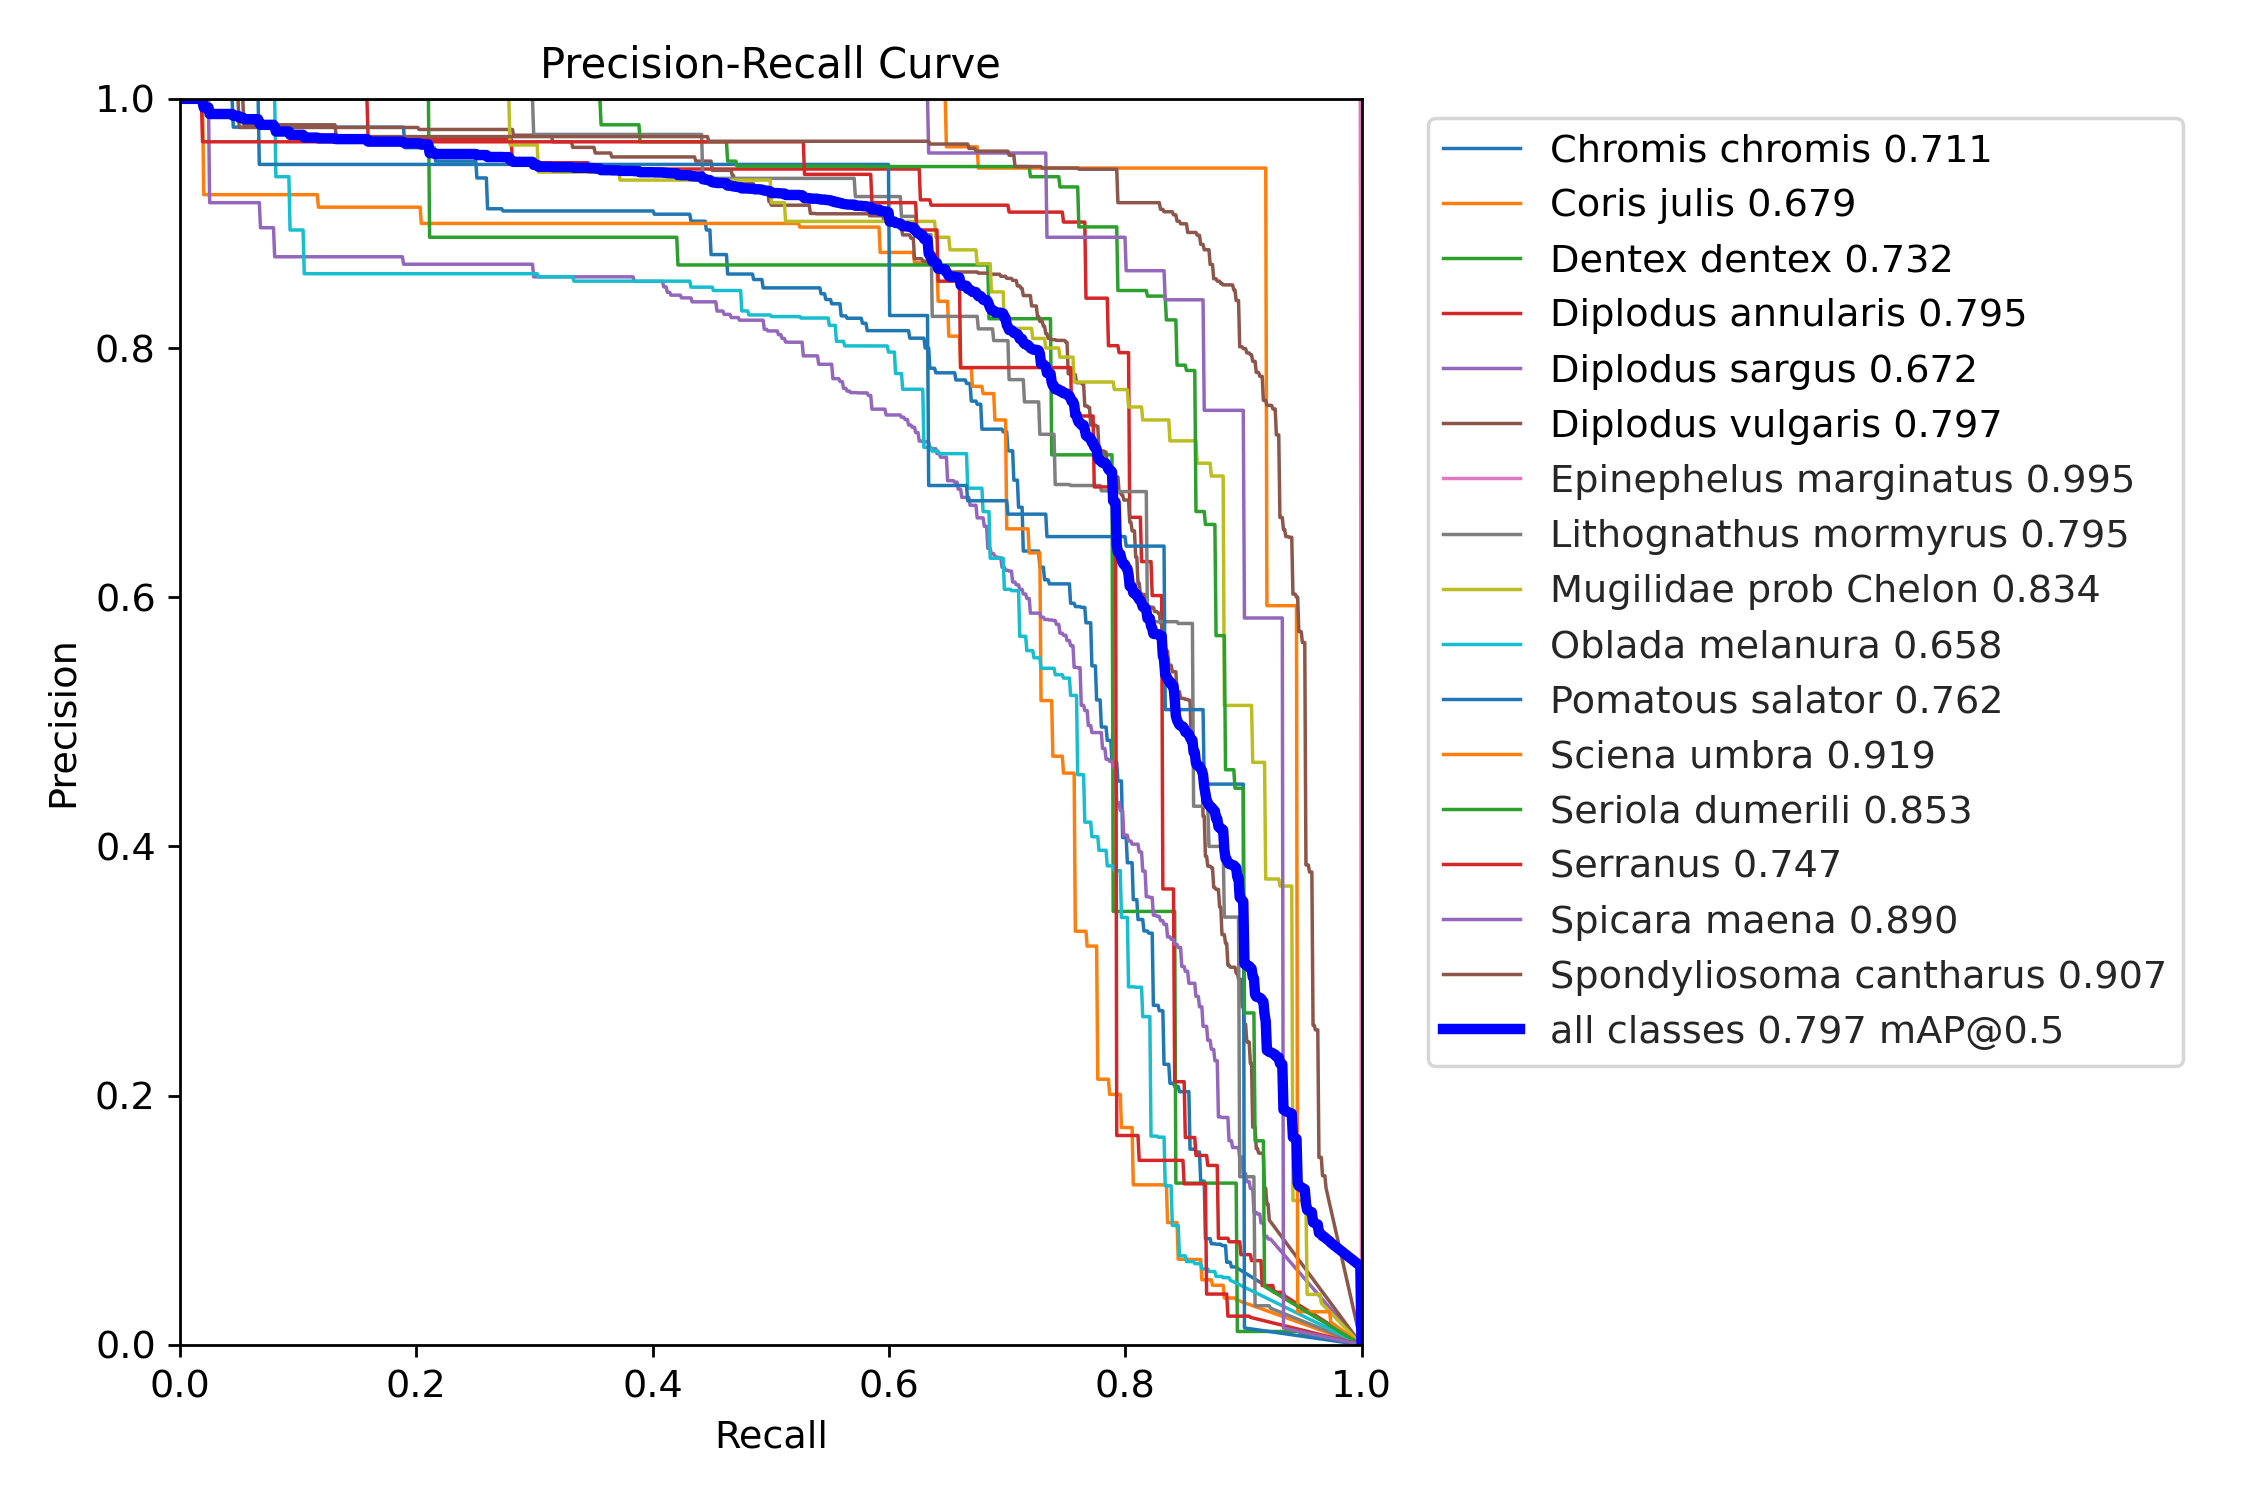 Precision-Recall Curve
1.0
0.8
0.6
0.4
0.2
0.0
Precision
0.0 0.2 0.4 0.6 0.8 1.0
Recall
Chromis chromis 0.711
Coris julis 0.679
Dentex dentex 0.732
Diplodus annularis 0.795
Diplodus sargus 0.672
Diplodus vulgaris 0.797
Epinephelus marginatus 0.995
Lithognathus mormyrus 0.795
Mugilidae prob Chelon 0.834
Oblada melanura 0.658
Pomatous salator 0.762
Sciena umbra 0.919
Seriola dumerili 0.853
Serranus 0.747
Spicara maena 0.890
Spondyliosoma cantharus 0.907
all classes 0.797 mAP@0.5